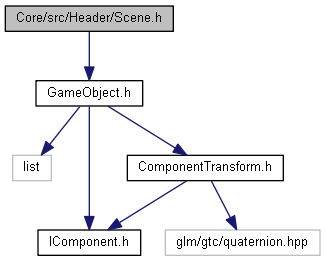 Core/src/Header/Scene.h
GameObject.h
list
ComponentTransform.h
IComponent.h
glm/gtc/quaternion.hpp